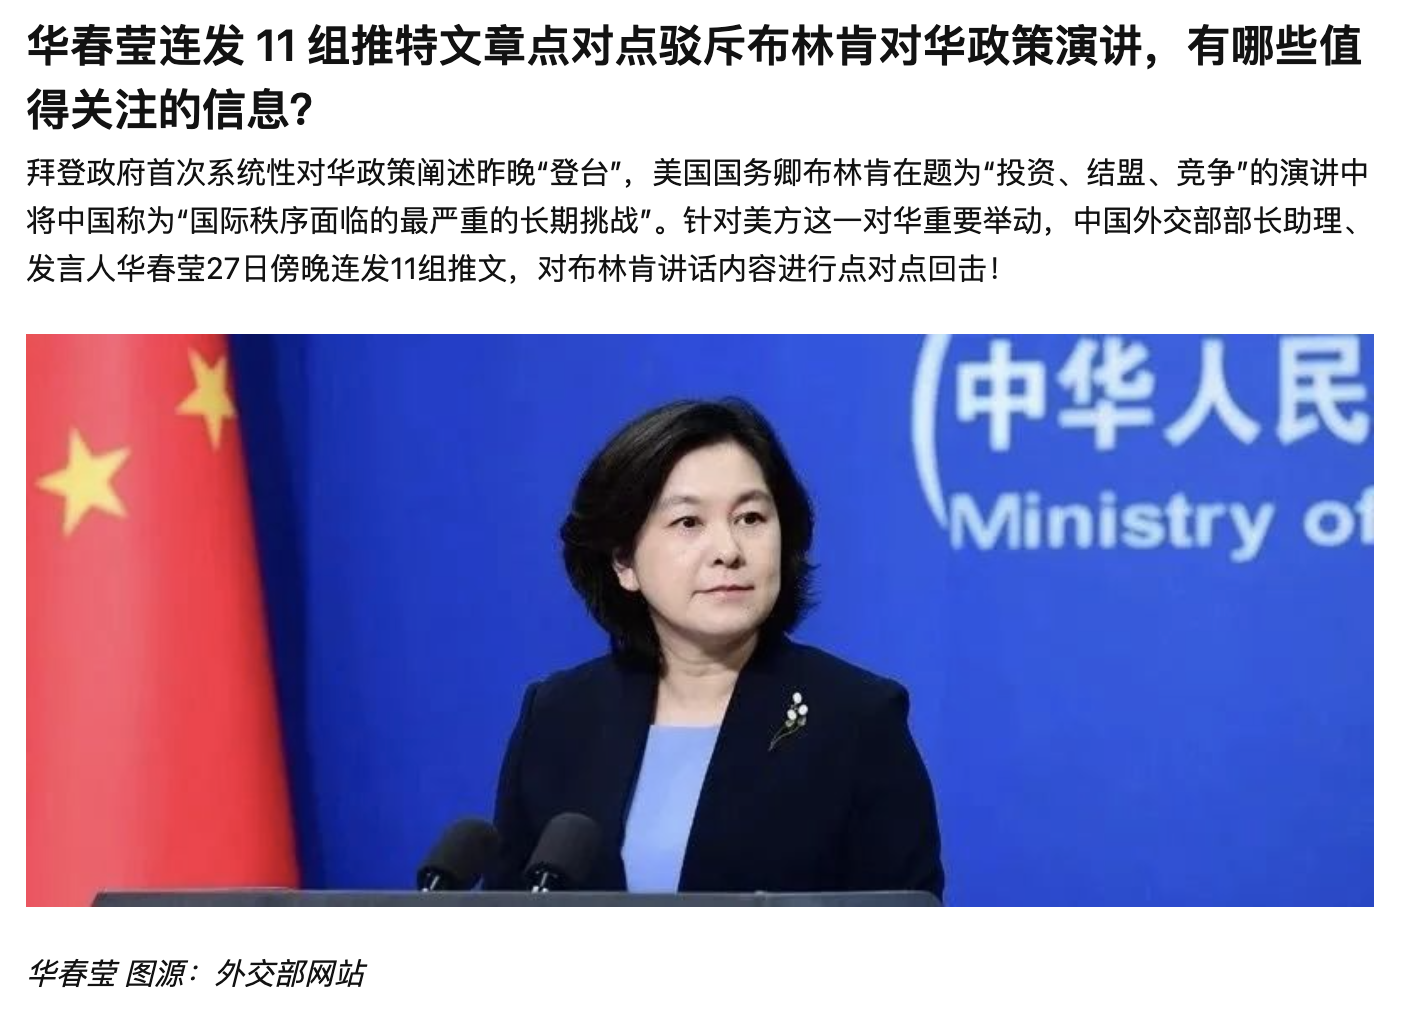 华春莹连发 11 组推特文章点对点驳斥布林肯对华政策演讲，有哪些值
得关注的信息？
拜登政府首次系统性对华政策阐述昨晚“登台”，美国国务卿布林肯在题为“投资、结盟、竞争”的演讲中
将中国称为“国际秩序面临的最严重的长期挑战”。针对美方这一对华重要举动，中国外交部部长助理、
发言人华春莹27日傍晚连发11组推文，对布林肯讲话内容进行点对点回击！
中华人民
Ministry of
华春莹 图源：外交部网站